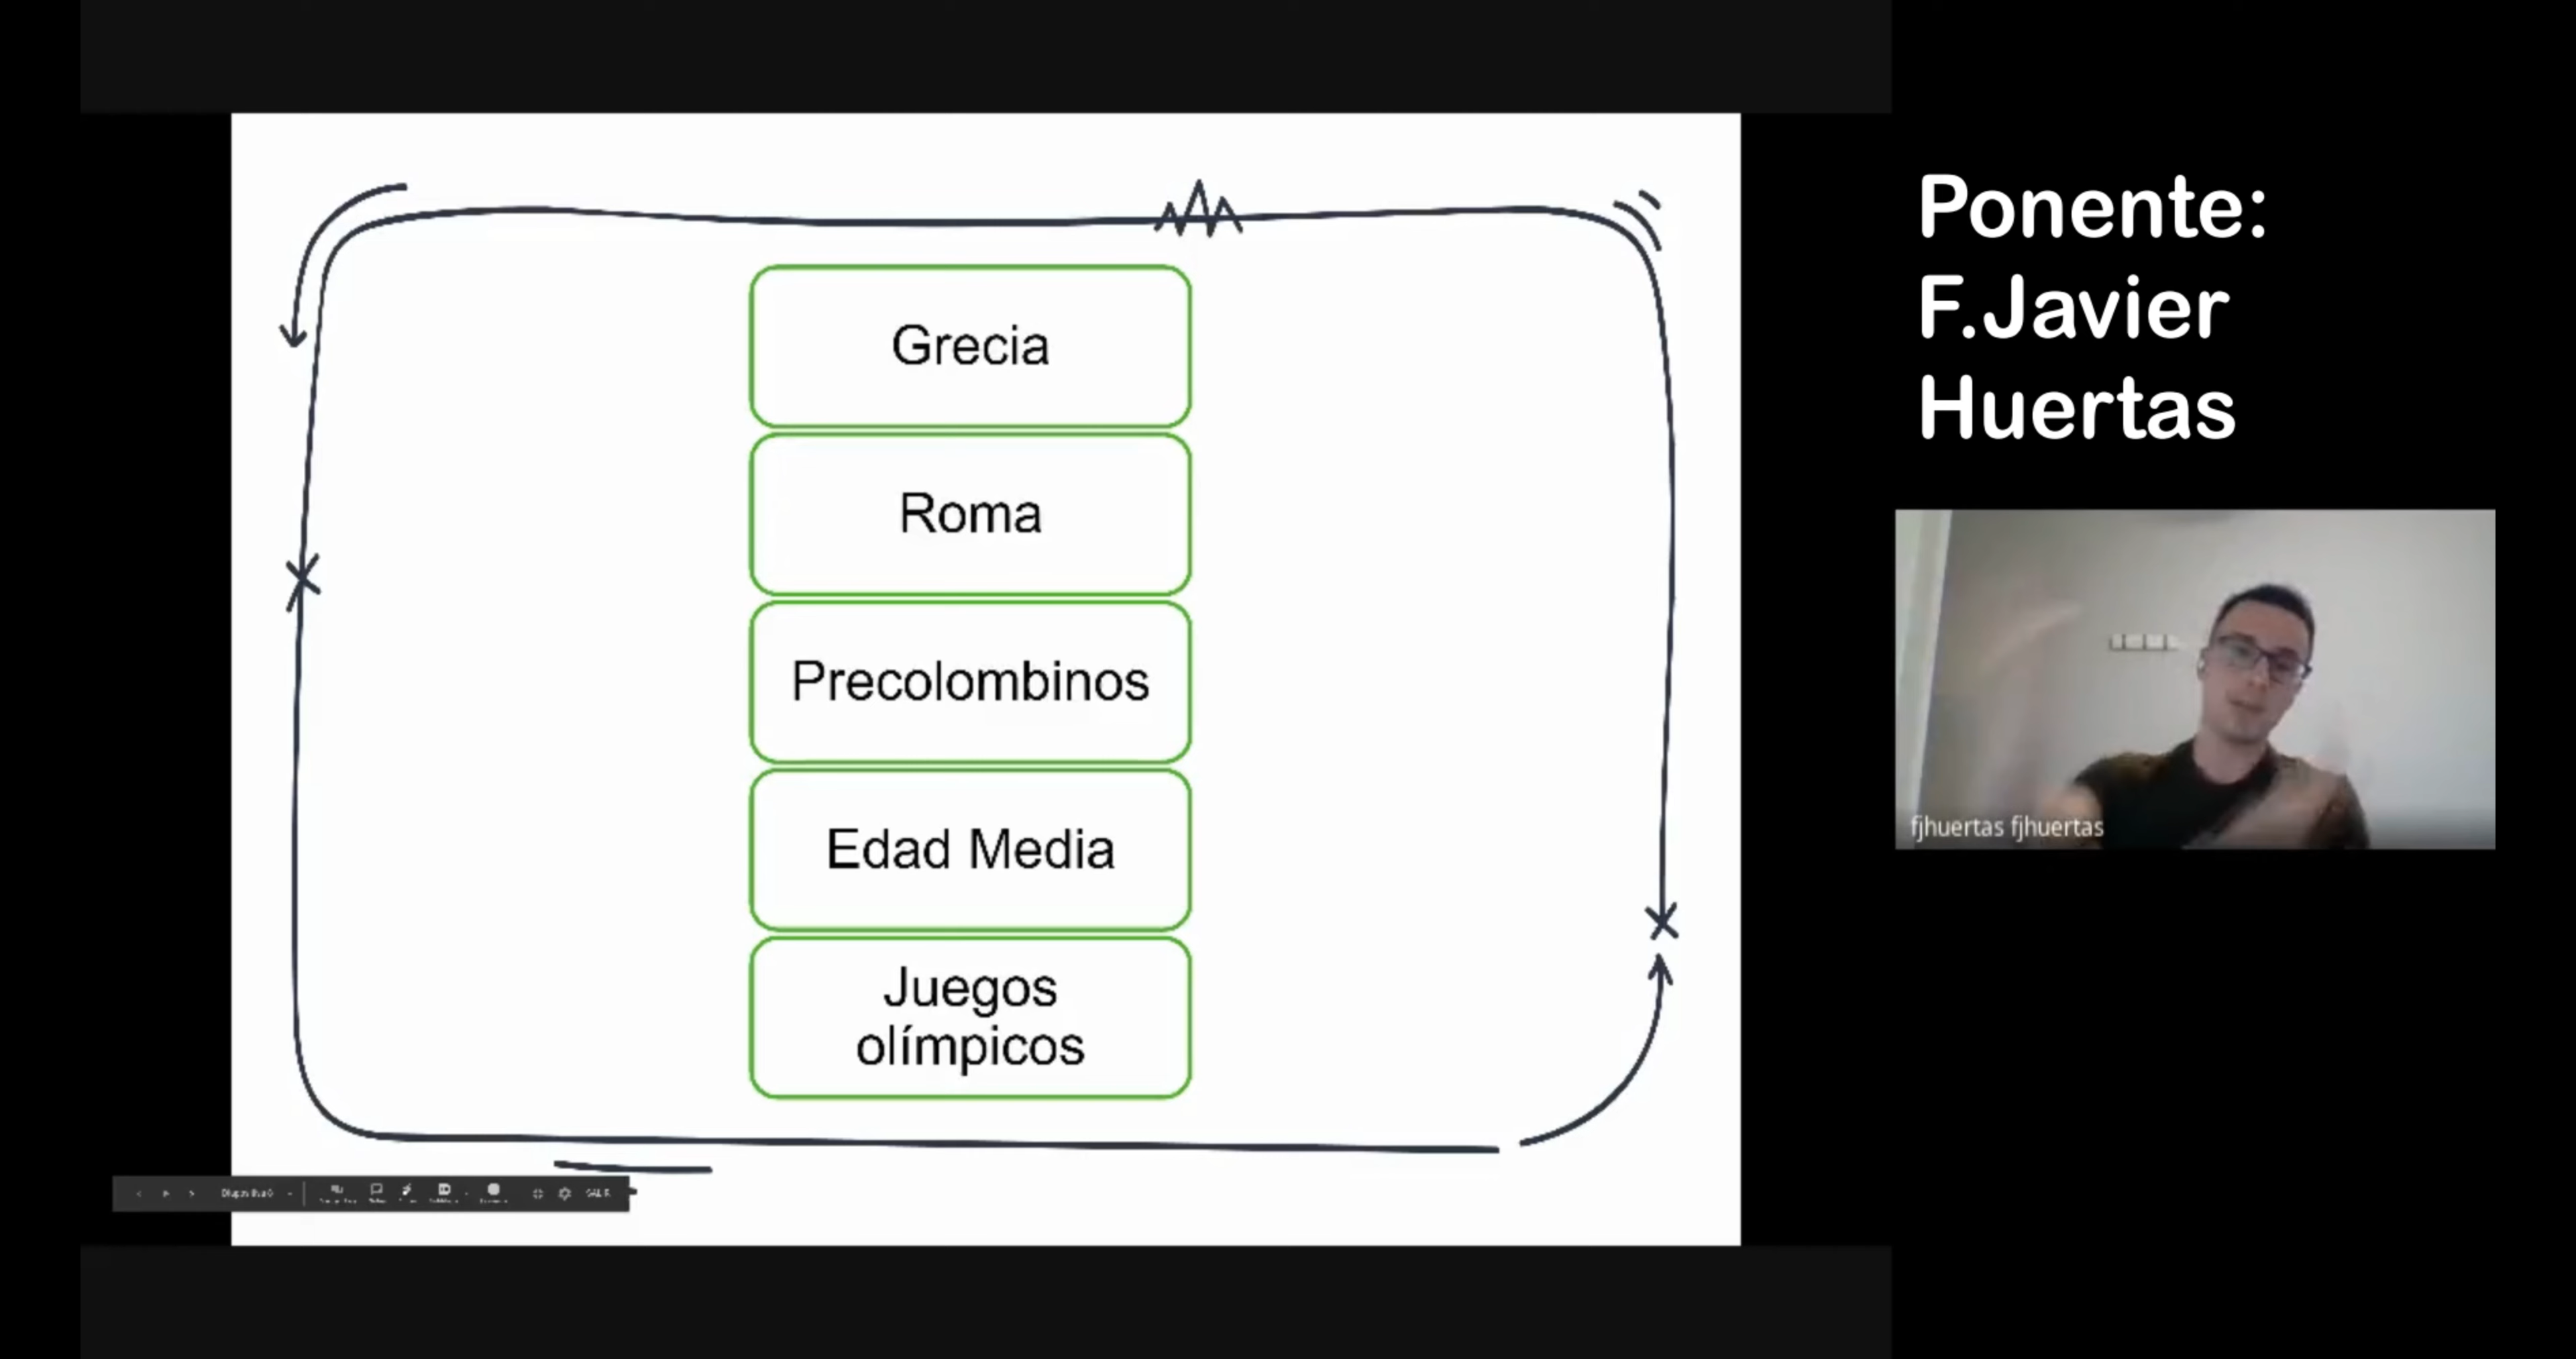 Grecia
Roma
Precolombinos
Edad Media
Juegos
olímpicos
Ponente:
F.Javier
Huertas
fjhuertas fjhuertas